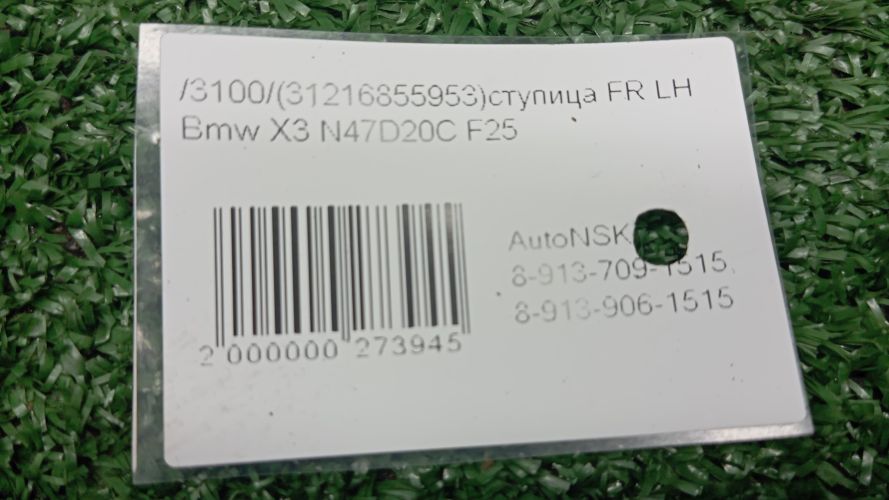 /3100/(31216855953)ступица FR LH
Bmw X3 N47D20C F25
AutoNSK
8-913-709-1515,
8-913-906-1515
2 000000 273945